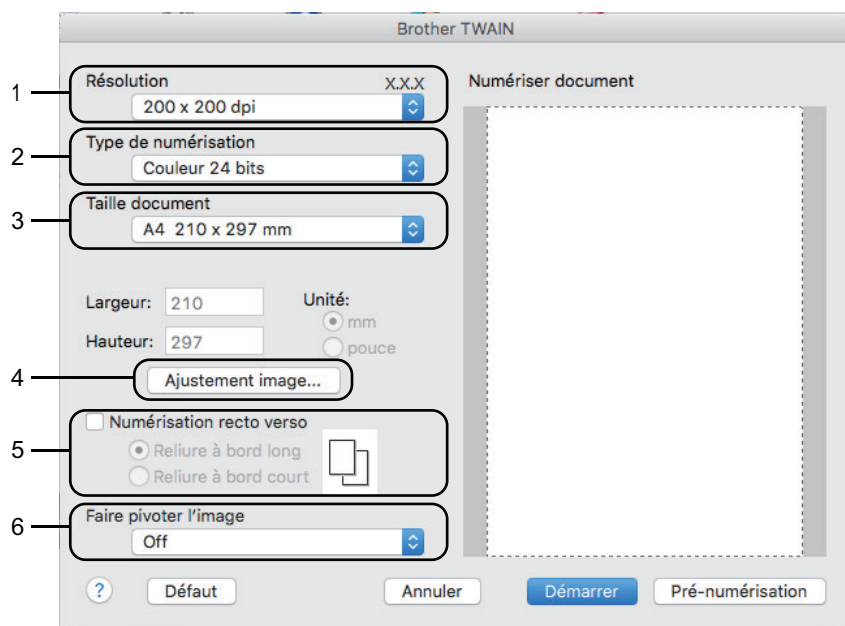 Brother TWAIN
1
Résolution X.X.X
200 x 200 dpi
2
Type de numérisation
Couleur 24 bits
3
Taille document
A4 210 x 297 mm
Largeur: 210
Hauteur: 297
Unité:
mm
pouce
4
Ajustement image...
5
Numérisation recto verso
Reliure à bord long
Reliure à bord court
6
Faire pivoter l'image
Off
Numériser document
? Défaut Annuler Démarrer Pré-numérisation